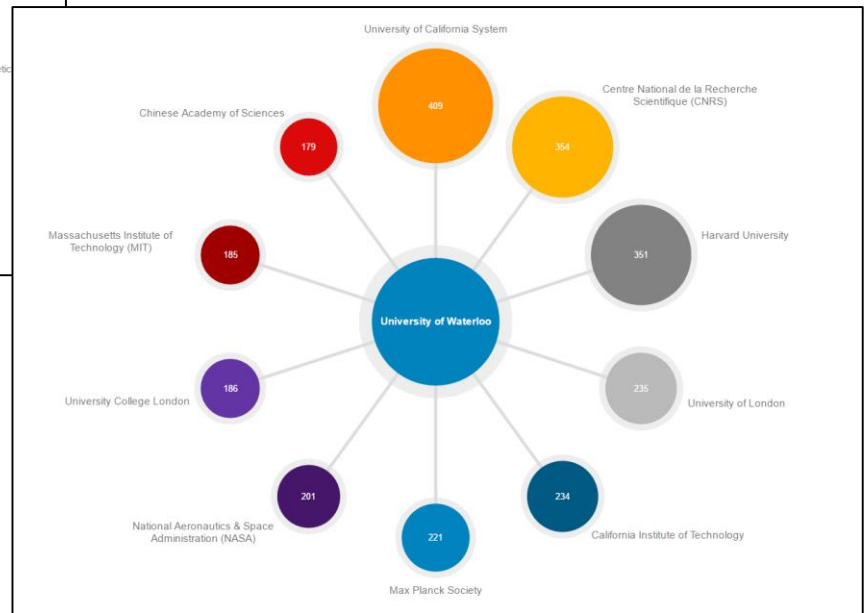 University of California System
409
Centre National de la Recherche
Scientifique (CNRS)
354
Harvard University
351
University of London
235
California Institute of Technology
234
Max Planck Society
221
National Aeronautics & Space
Administration (NASA)
201
University College London
186
Massachusetts Institute of
Technology (MIT)
185
Chinese Academy of Sciences
179
University of Waterloo